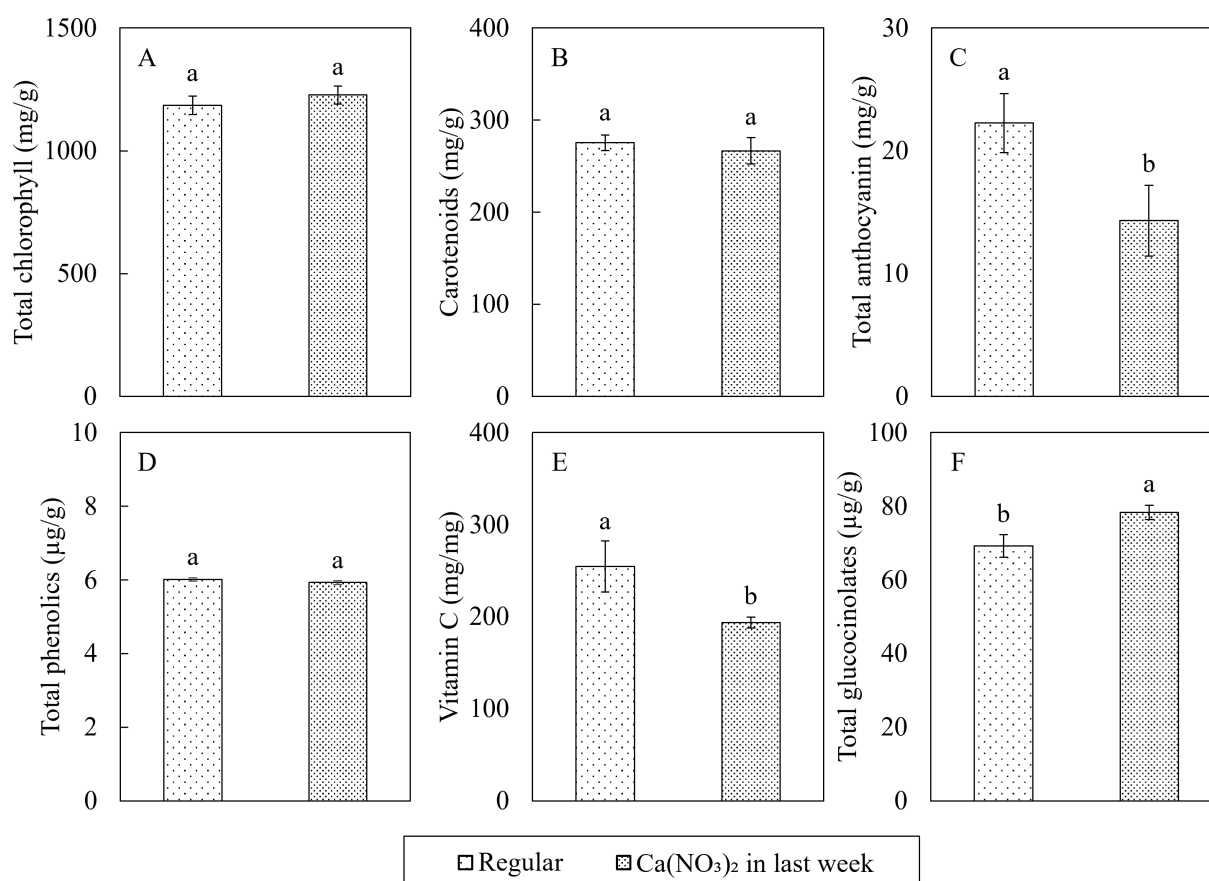 Total chlorophyll (mg/g)
1500
1000
500
0
A
a
a
Carotenoids (mg/g)
400
300
200
100
0
B
a
a
Total anthocyanin (mg/g)
30
20
10
0
C
a
b
Total phenolics (µg/g)
10
8
6
4
2
0
D
a
a
Vitamin C (mg/mg)
400
300
200
100
0
E
a
b
Total glucocinolates (µg/g)
100
80
60
40
20
0
F
b
a
Regular
Ca(NO₃)₂ in last week